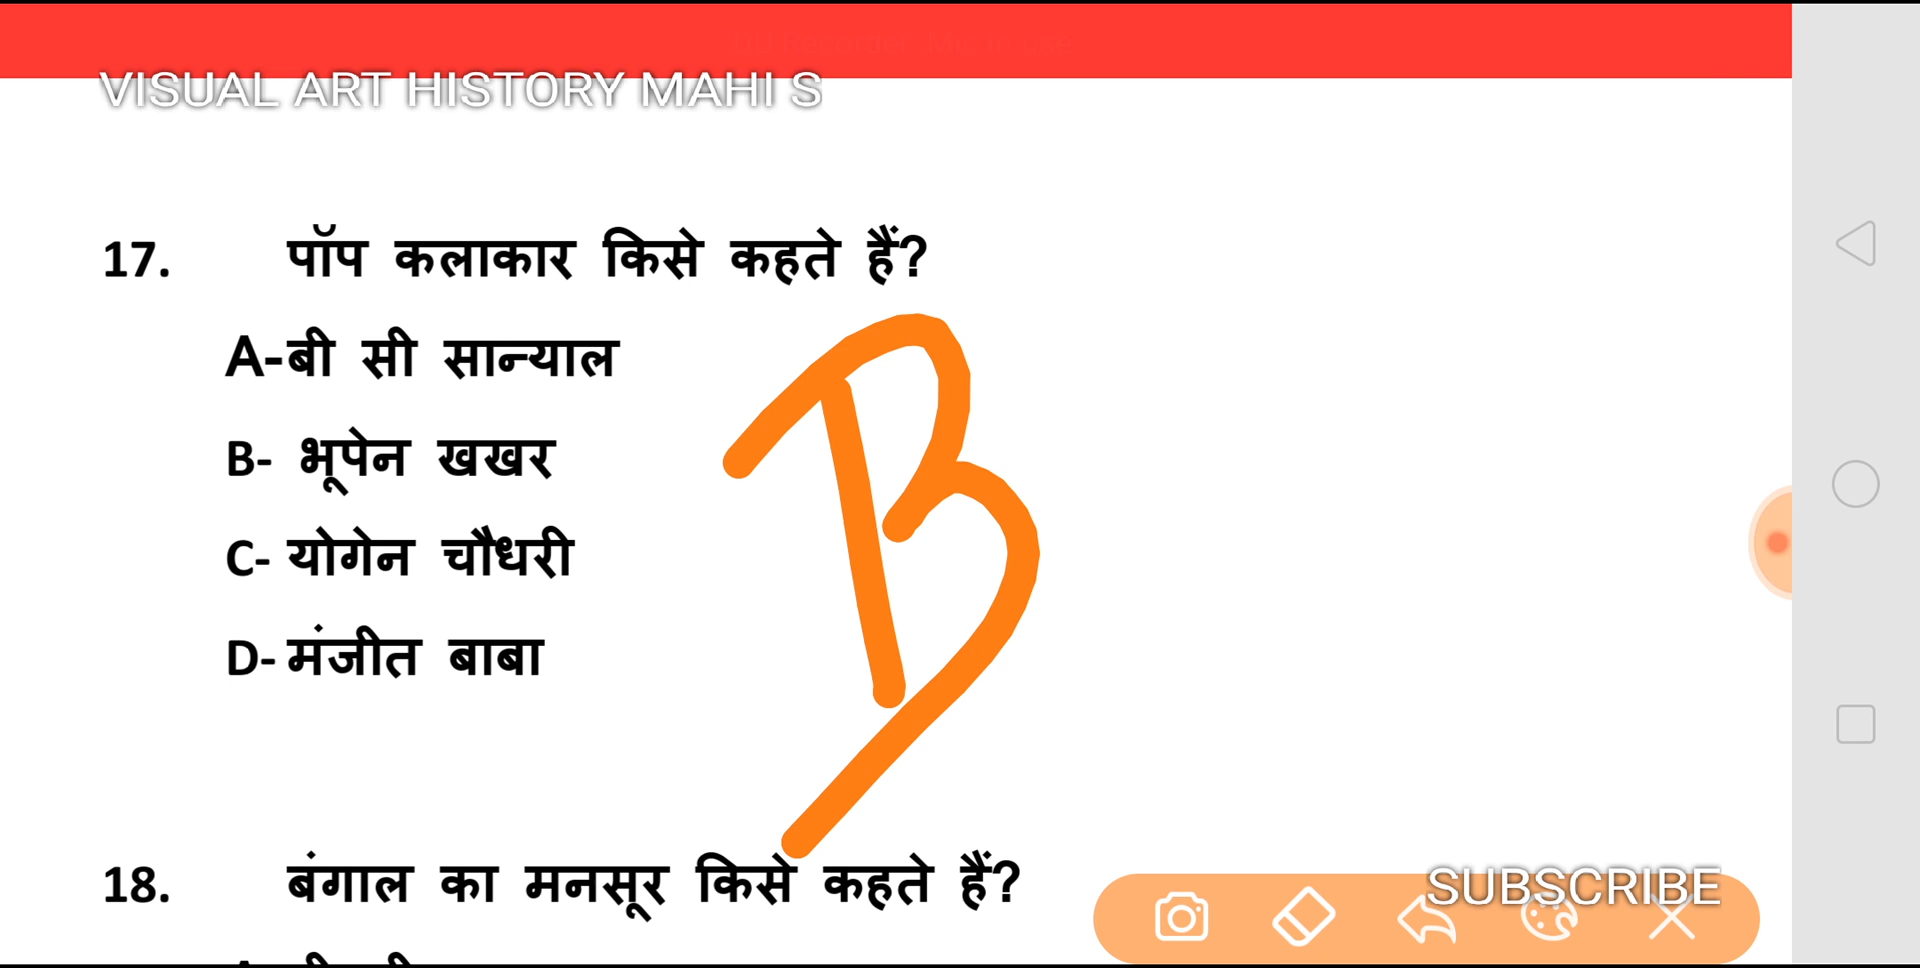 VISUAL ART HISTORY MAHI S
17. पॉप कलाकार किसे कहते हैं?
A-बी सी सान्याल
B- भूपेन खखर
C- योगेन चौधरी
D-मंजीत बाबा
B
18. बंगाल का मनसूर किसे कहते हैं?
SUBSCRIBE